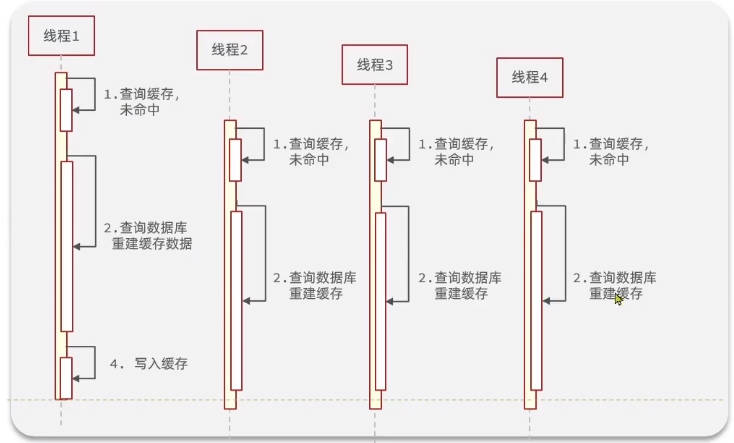 线程1
线程2
线程3
线程4
1.查询缓存,
未命中
2.查询数据库
重建缓存数据
4. 写入缓存
1.查询缓存,
未命中
2.查询数据库
重建缓存
1.查询缓存,
未命中
2.查询数据库
重建缓存
1.查询缓存,
未命中
2.查询数据库
重建缓存